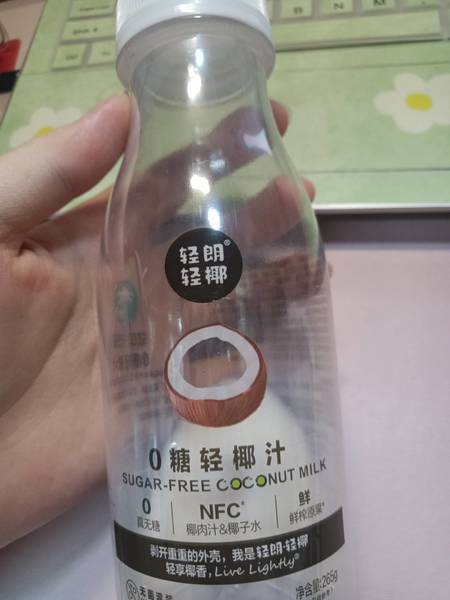 轻朗®
轻椰
0糖轻椰汁
SUGAR-FREE COCONUT MILK
0
真无糖
NFC*
椰肉汁&椰子水
鲜
鲜榨原果*
剥开重重的外壳，我是轻朗·轻椰
轻享椰香，Live Lightly®
净含量:265g